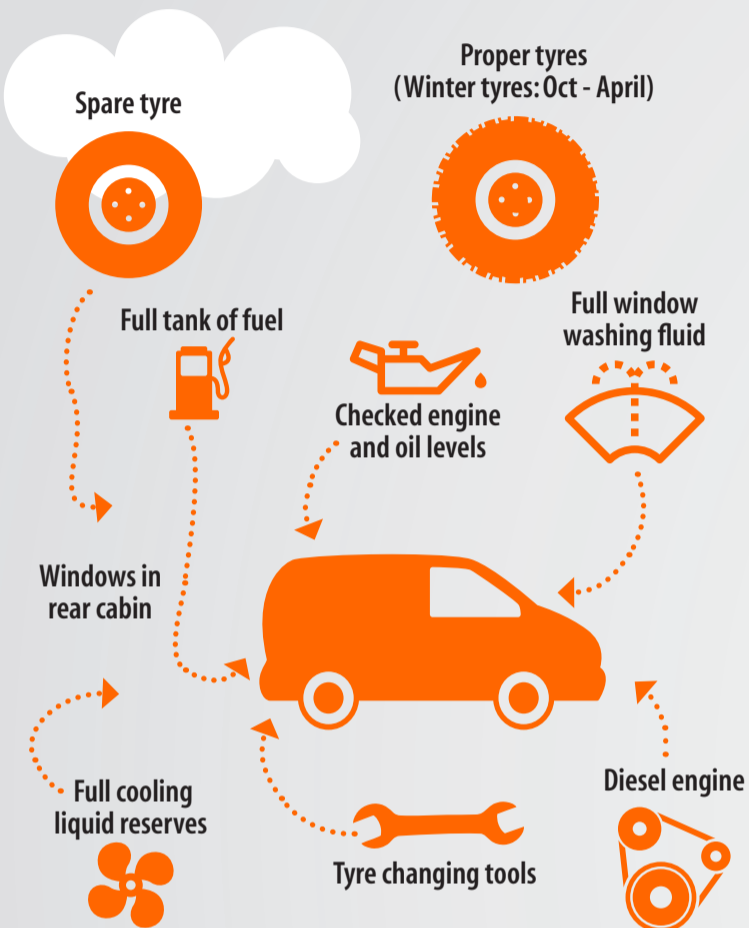 Spare tyre
Proper tyres
(Winter tyres: Oct - April)
Full tank of fuel
Full window
washing fluid
Checked engine
and oil levels
Windows in
rear cabin
Full cooling
liquid reserves
Tyre changing tools
Diesel engine